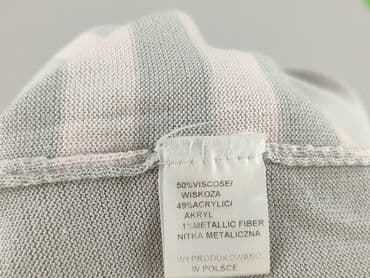 50%VISCOSE/
WISKOZA
49%ACRYLIC/
AKRYL
1%METALLIC FIBER
NITKA METALICZNA
WYPRODUKOWANO
W POLSCE